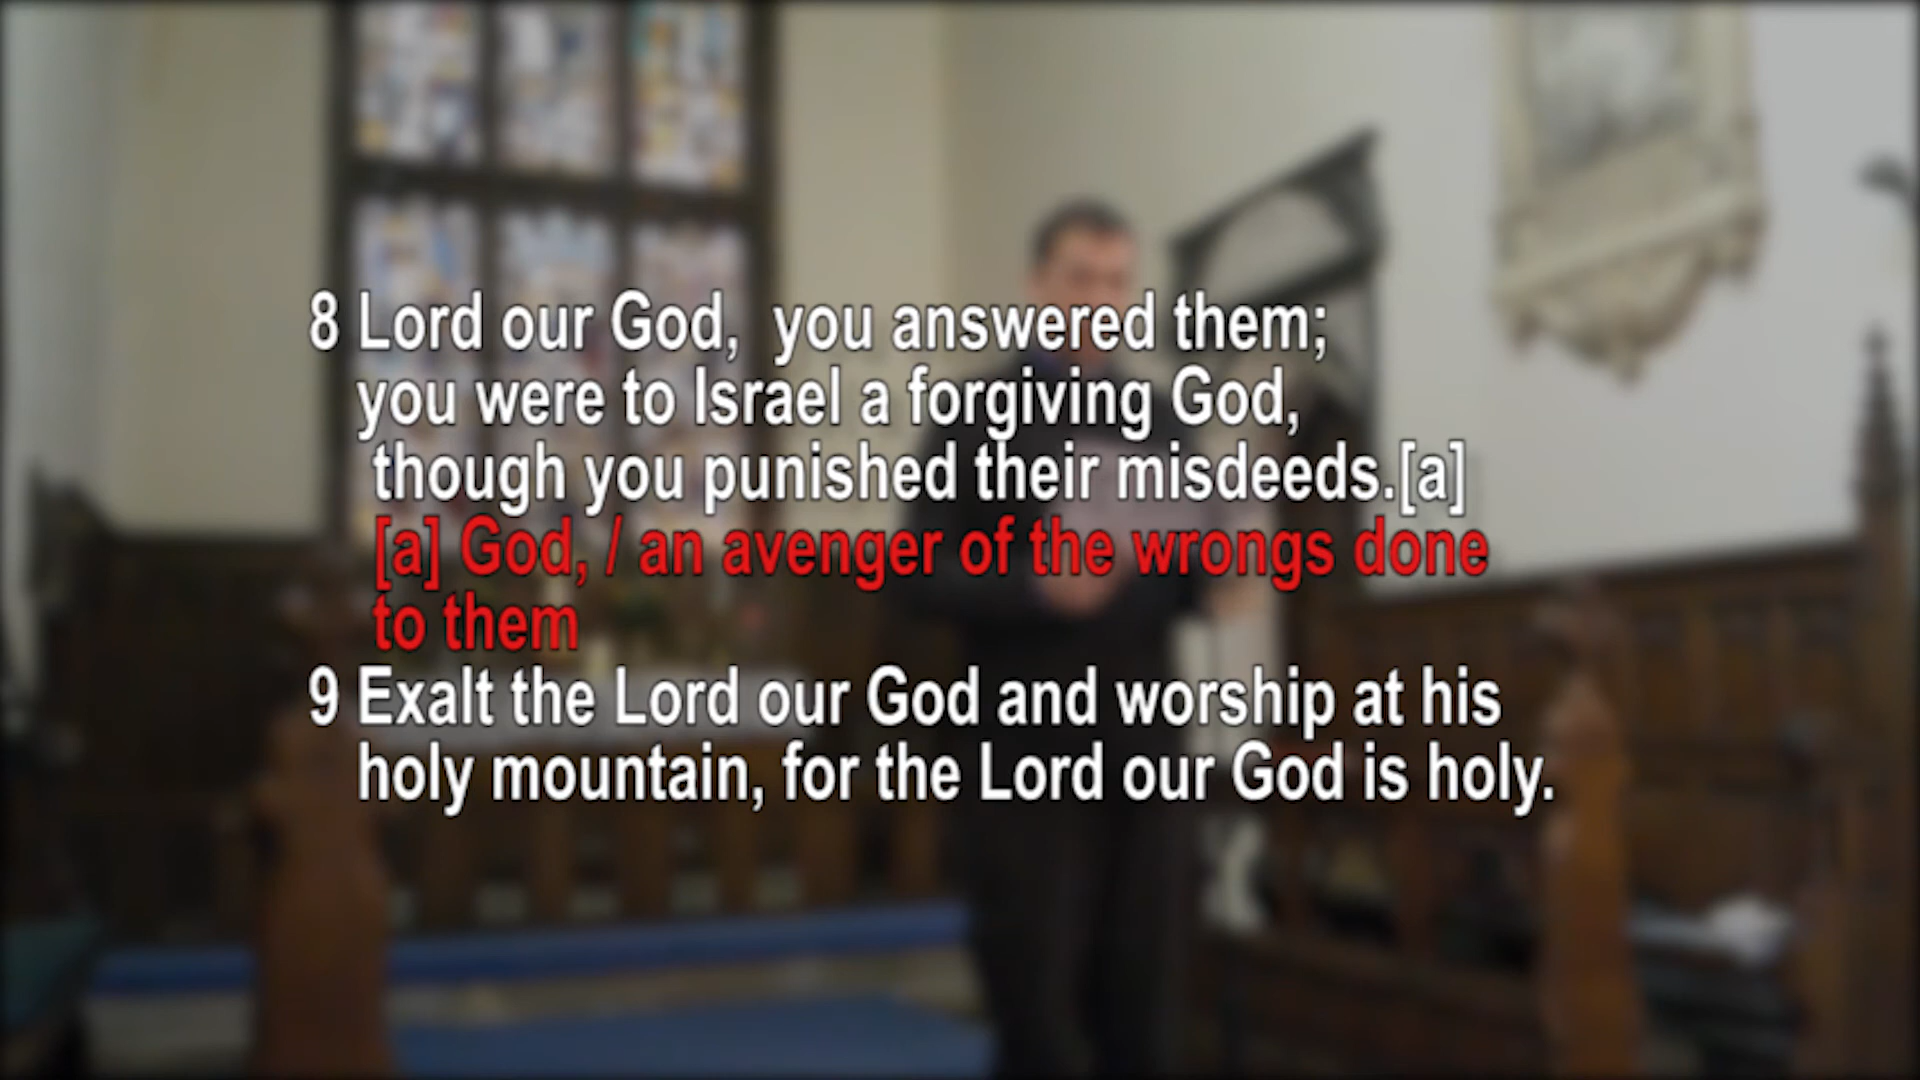 8 Lord our God, you answered them;
you were to Israel a forgiving God,
though you punished their misdeeds.[a]
[a] God, / an avenger of the wrongs done
to them
9 Exalt the Lord our God and worship at his
holy mountain, for the Lord our God is holy.